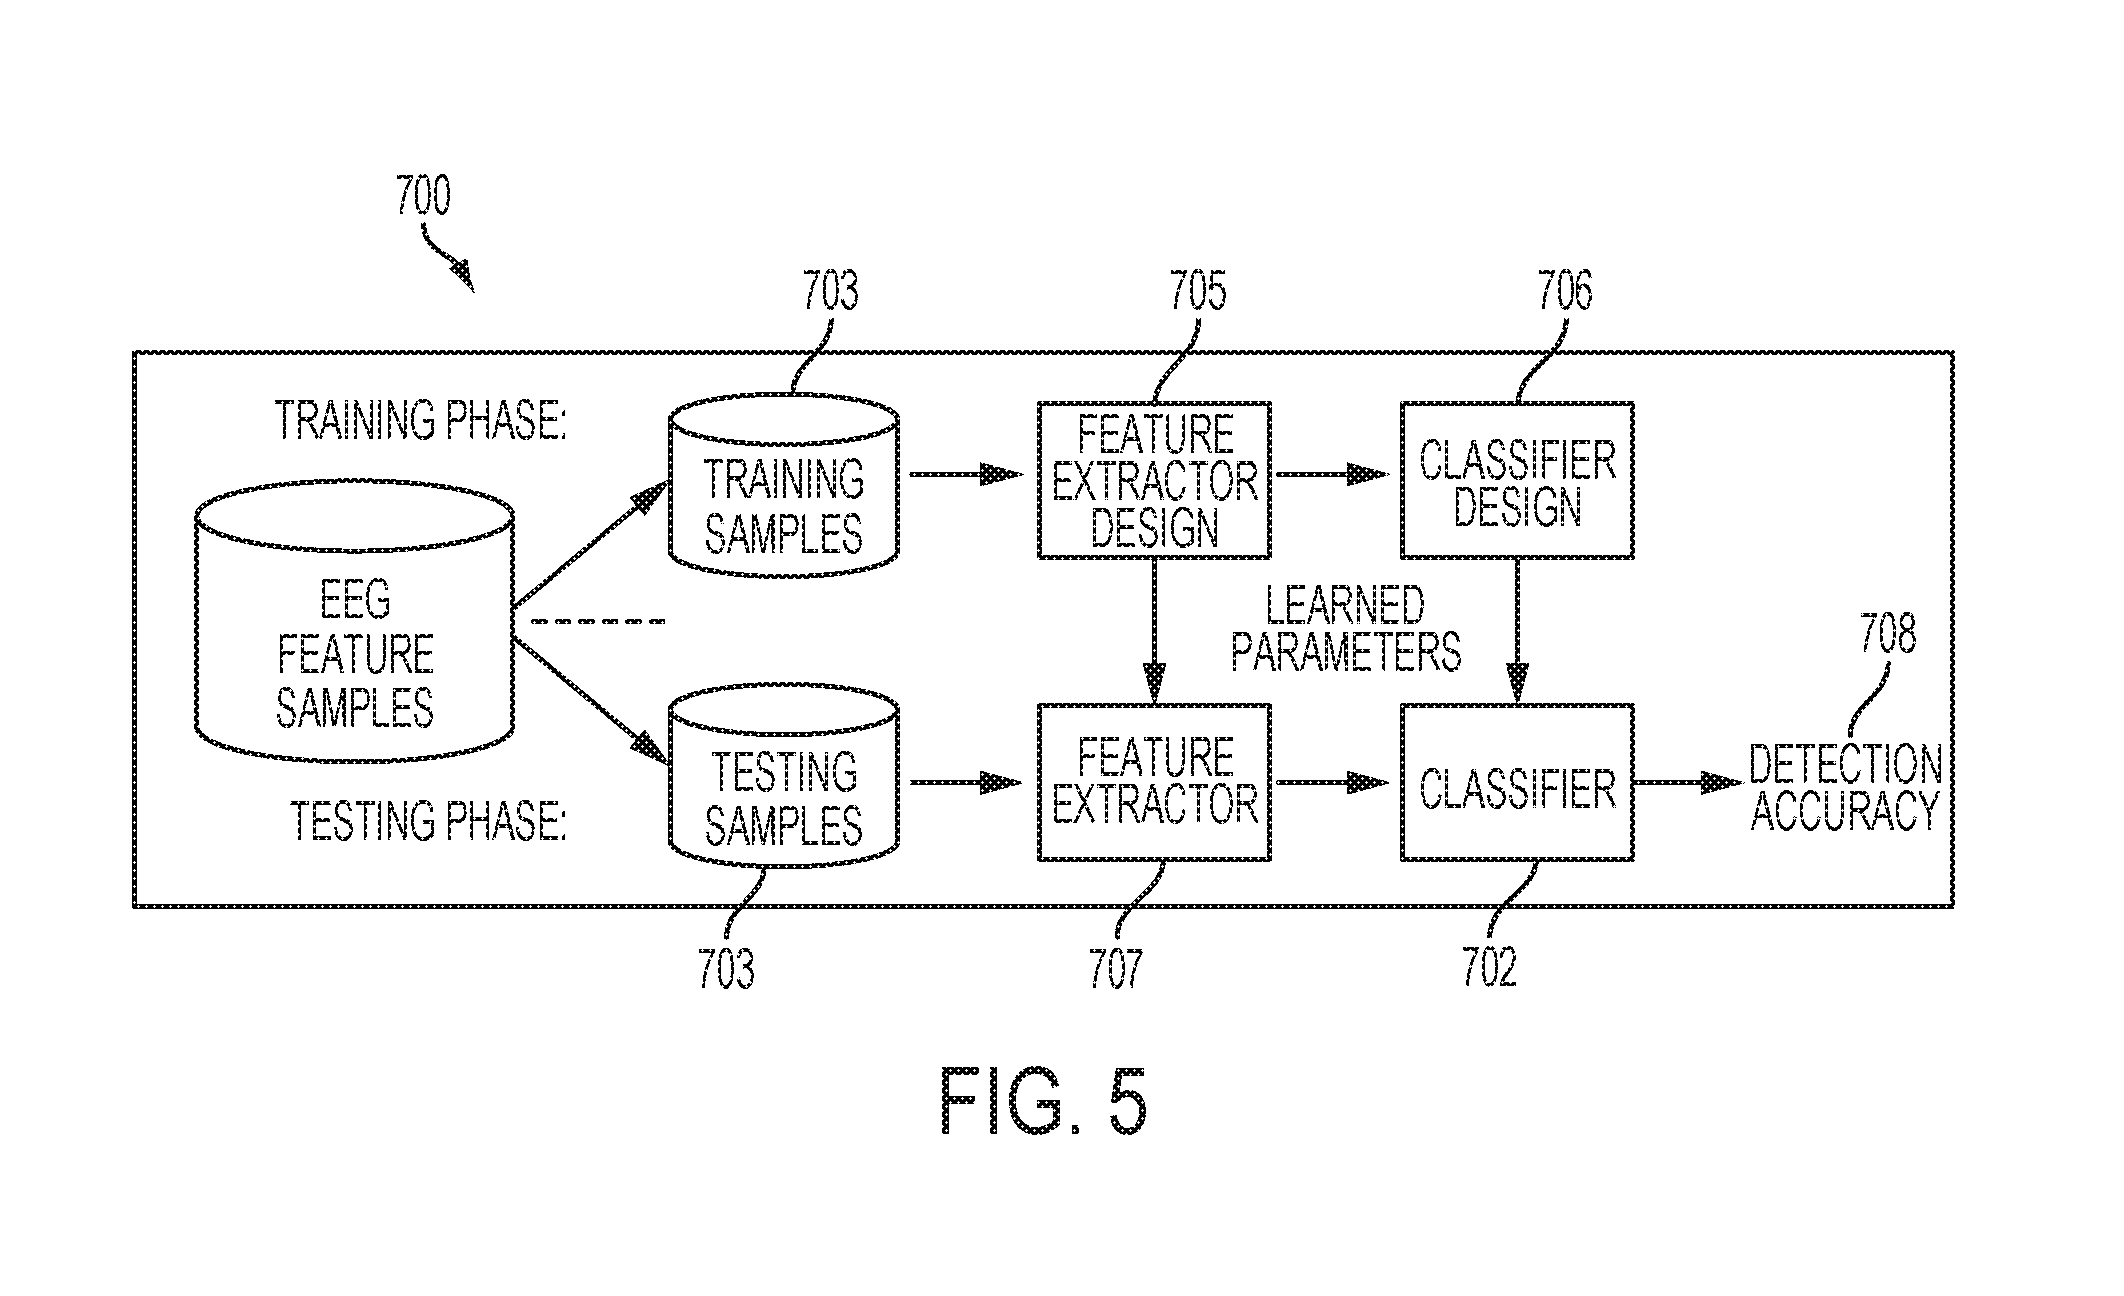 700
703
705
706
TRAINING PHASE:
TRAINING
SAMPLES
FEATURE
EXTRACTOR
DESIGN
CLASSIFIER
DESIGN
EEG
FEATURE
SAMPLES
LEARNED
PARAMETERS
708
TESTING PHASE:
TESTING
SAMPLES
FEATURE
EXTRACTOR
CLASSIFIER
DETECTION
ACCURACY
703
707
702
FIG. 5